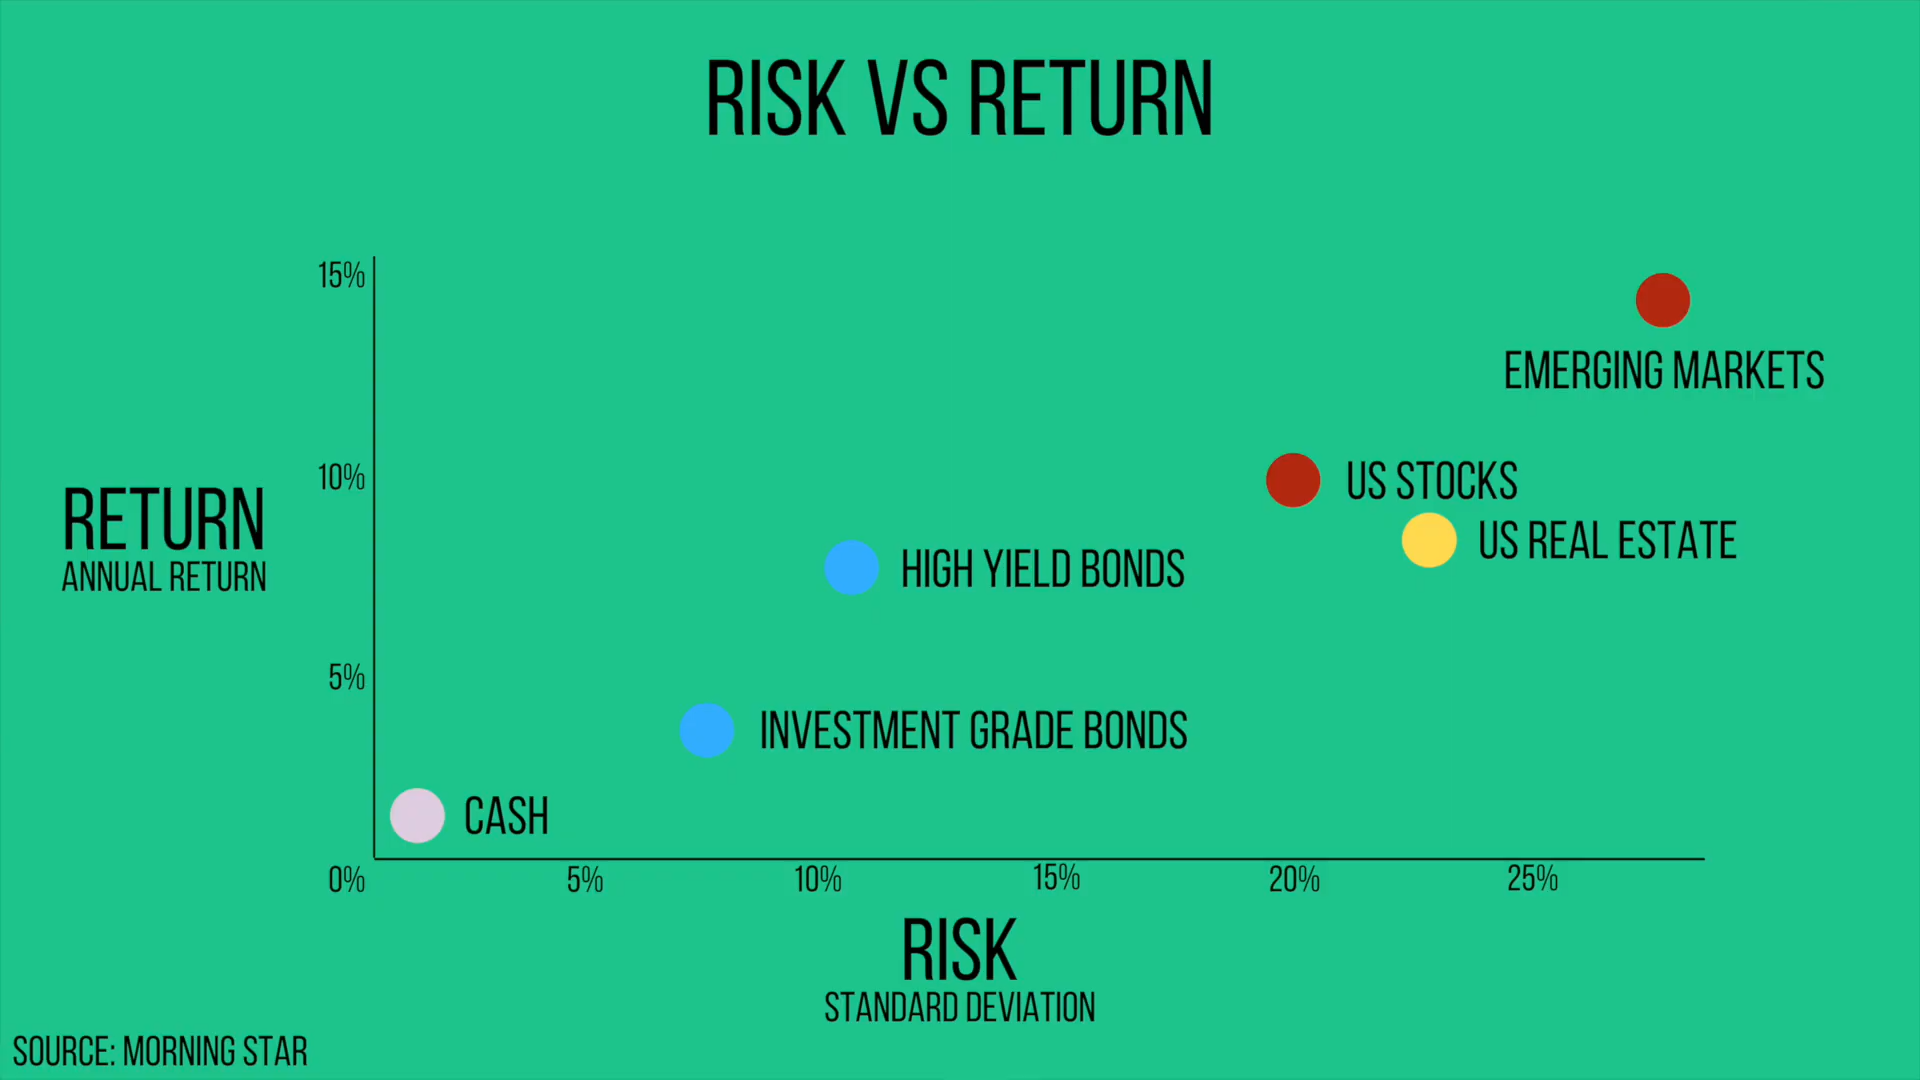 RISK VS RETURN
15%
EMERGING MARKETS
10%
US STOCKS
RETURN
ANNUAL RETURN
US REAL ESTATE
HIGH YIELD BONDS
5%
INVESTMENT GRADE BONDS
CASH
0%
5%
10%
15%
20%
25%
RISK
STANDARD DEVIATION
SOURCE: MORNING STAR